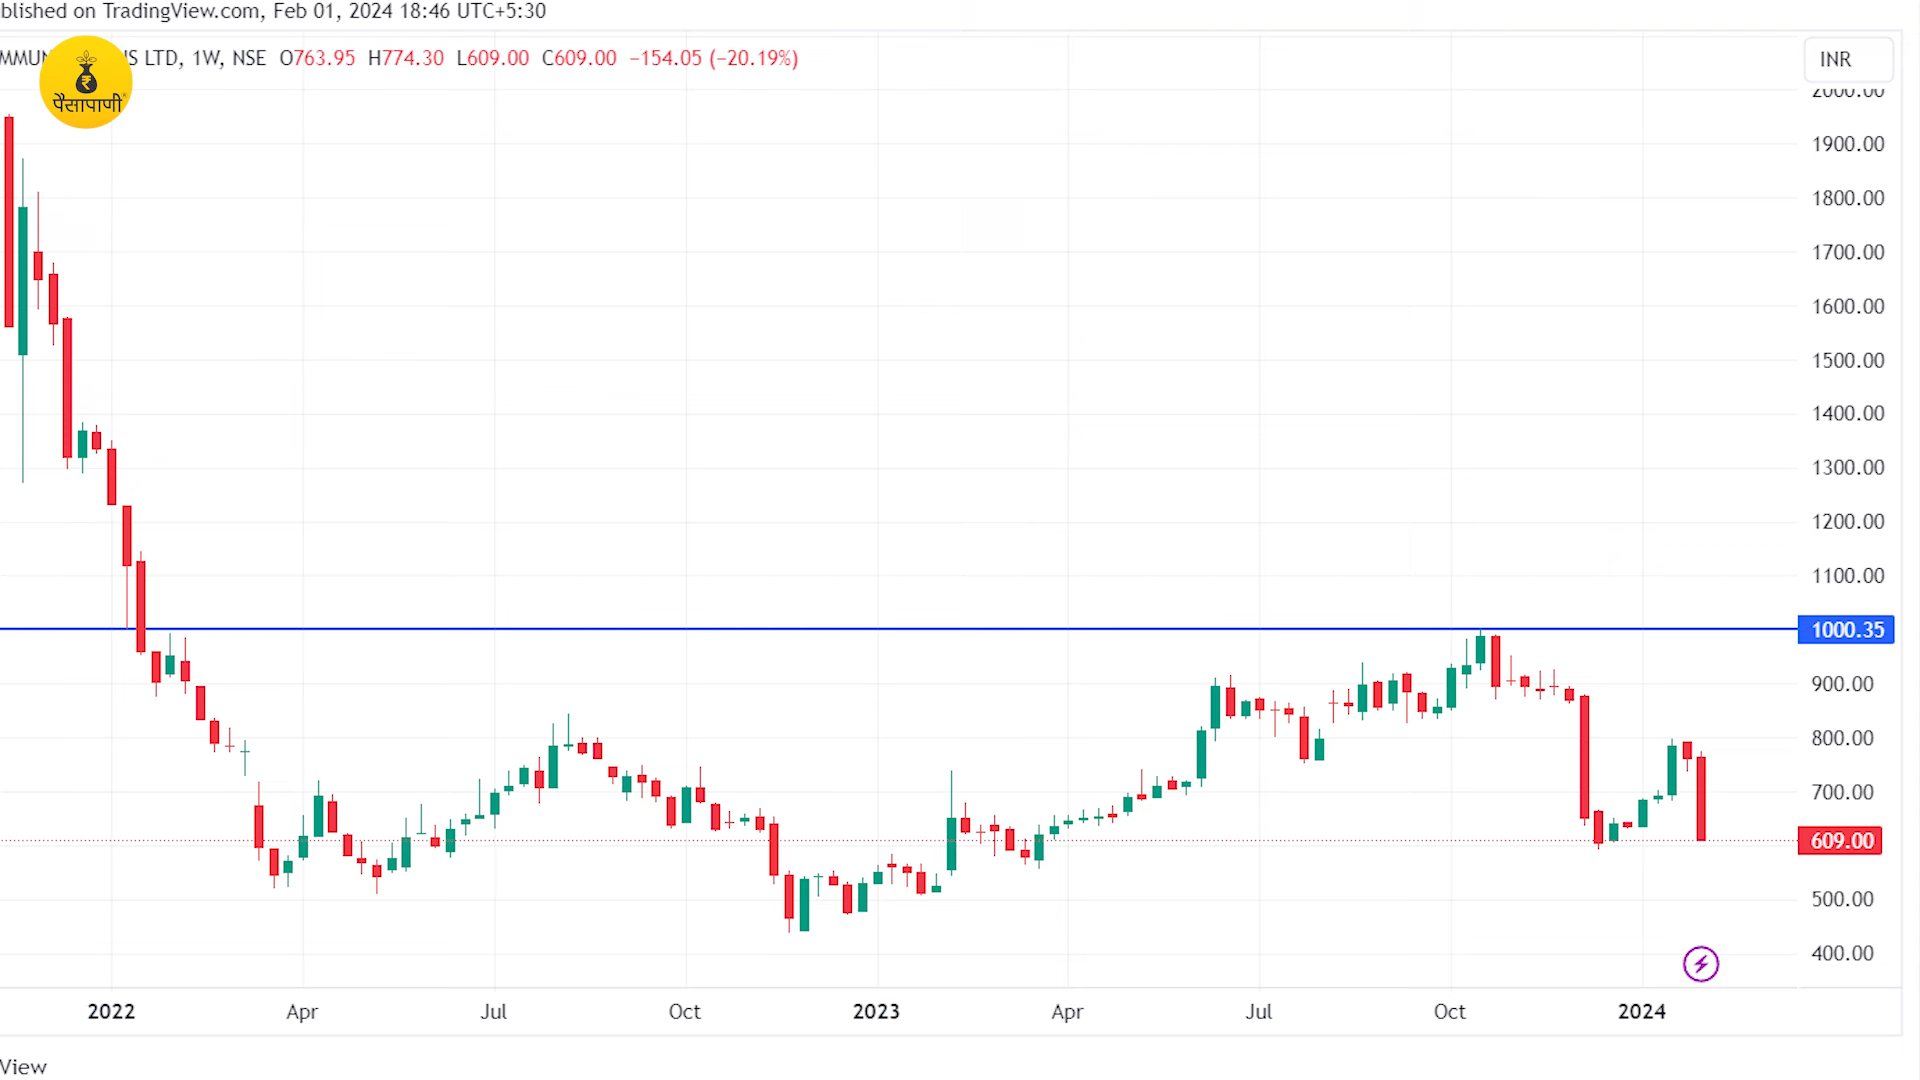 blished on TradingView.com, Feb 01, 2024 18:46 UTC+5:30
MMUN S LTD, 1W, NSE O763.95 H774.30 L609.00 C609.00 −154.05 (−20.19%)
INR
पैसापाणी
2000.00
1900.00
1800.00
1700.00
1600.00
1500.00
1400.00
1300.00
1200.00
1100.00
1000.35
900.00
800.00
700.00
609.00
500.00
400.00
2022 Apr Jul Oct 2023 Apr Jul Oct 2024
View